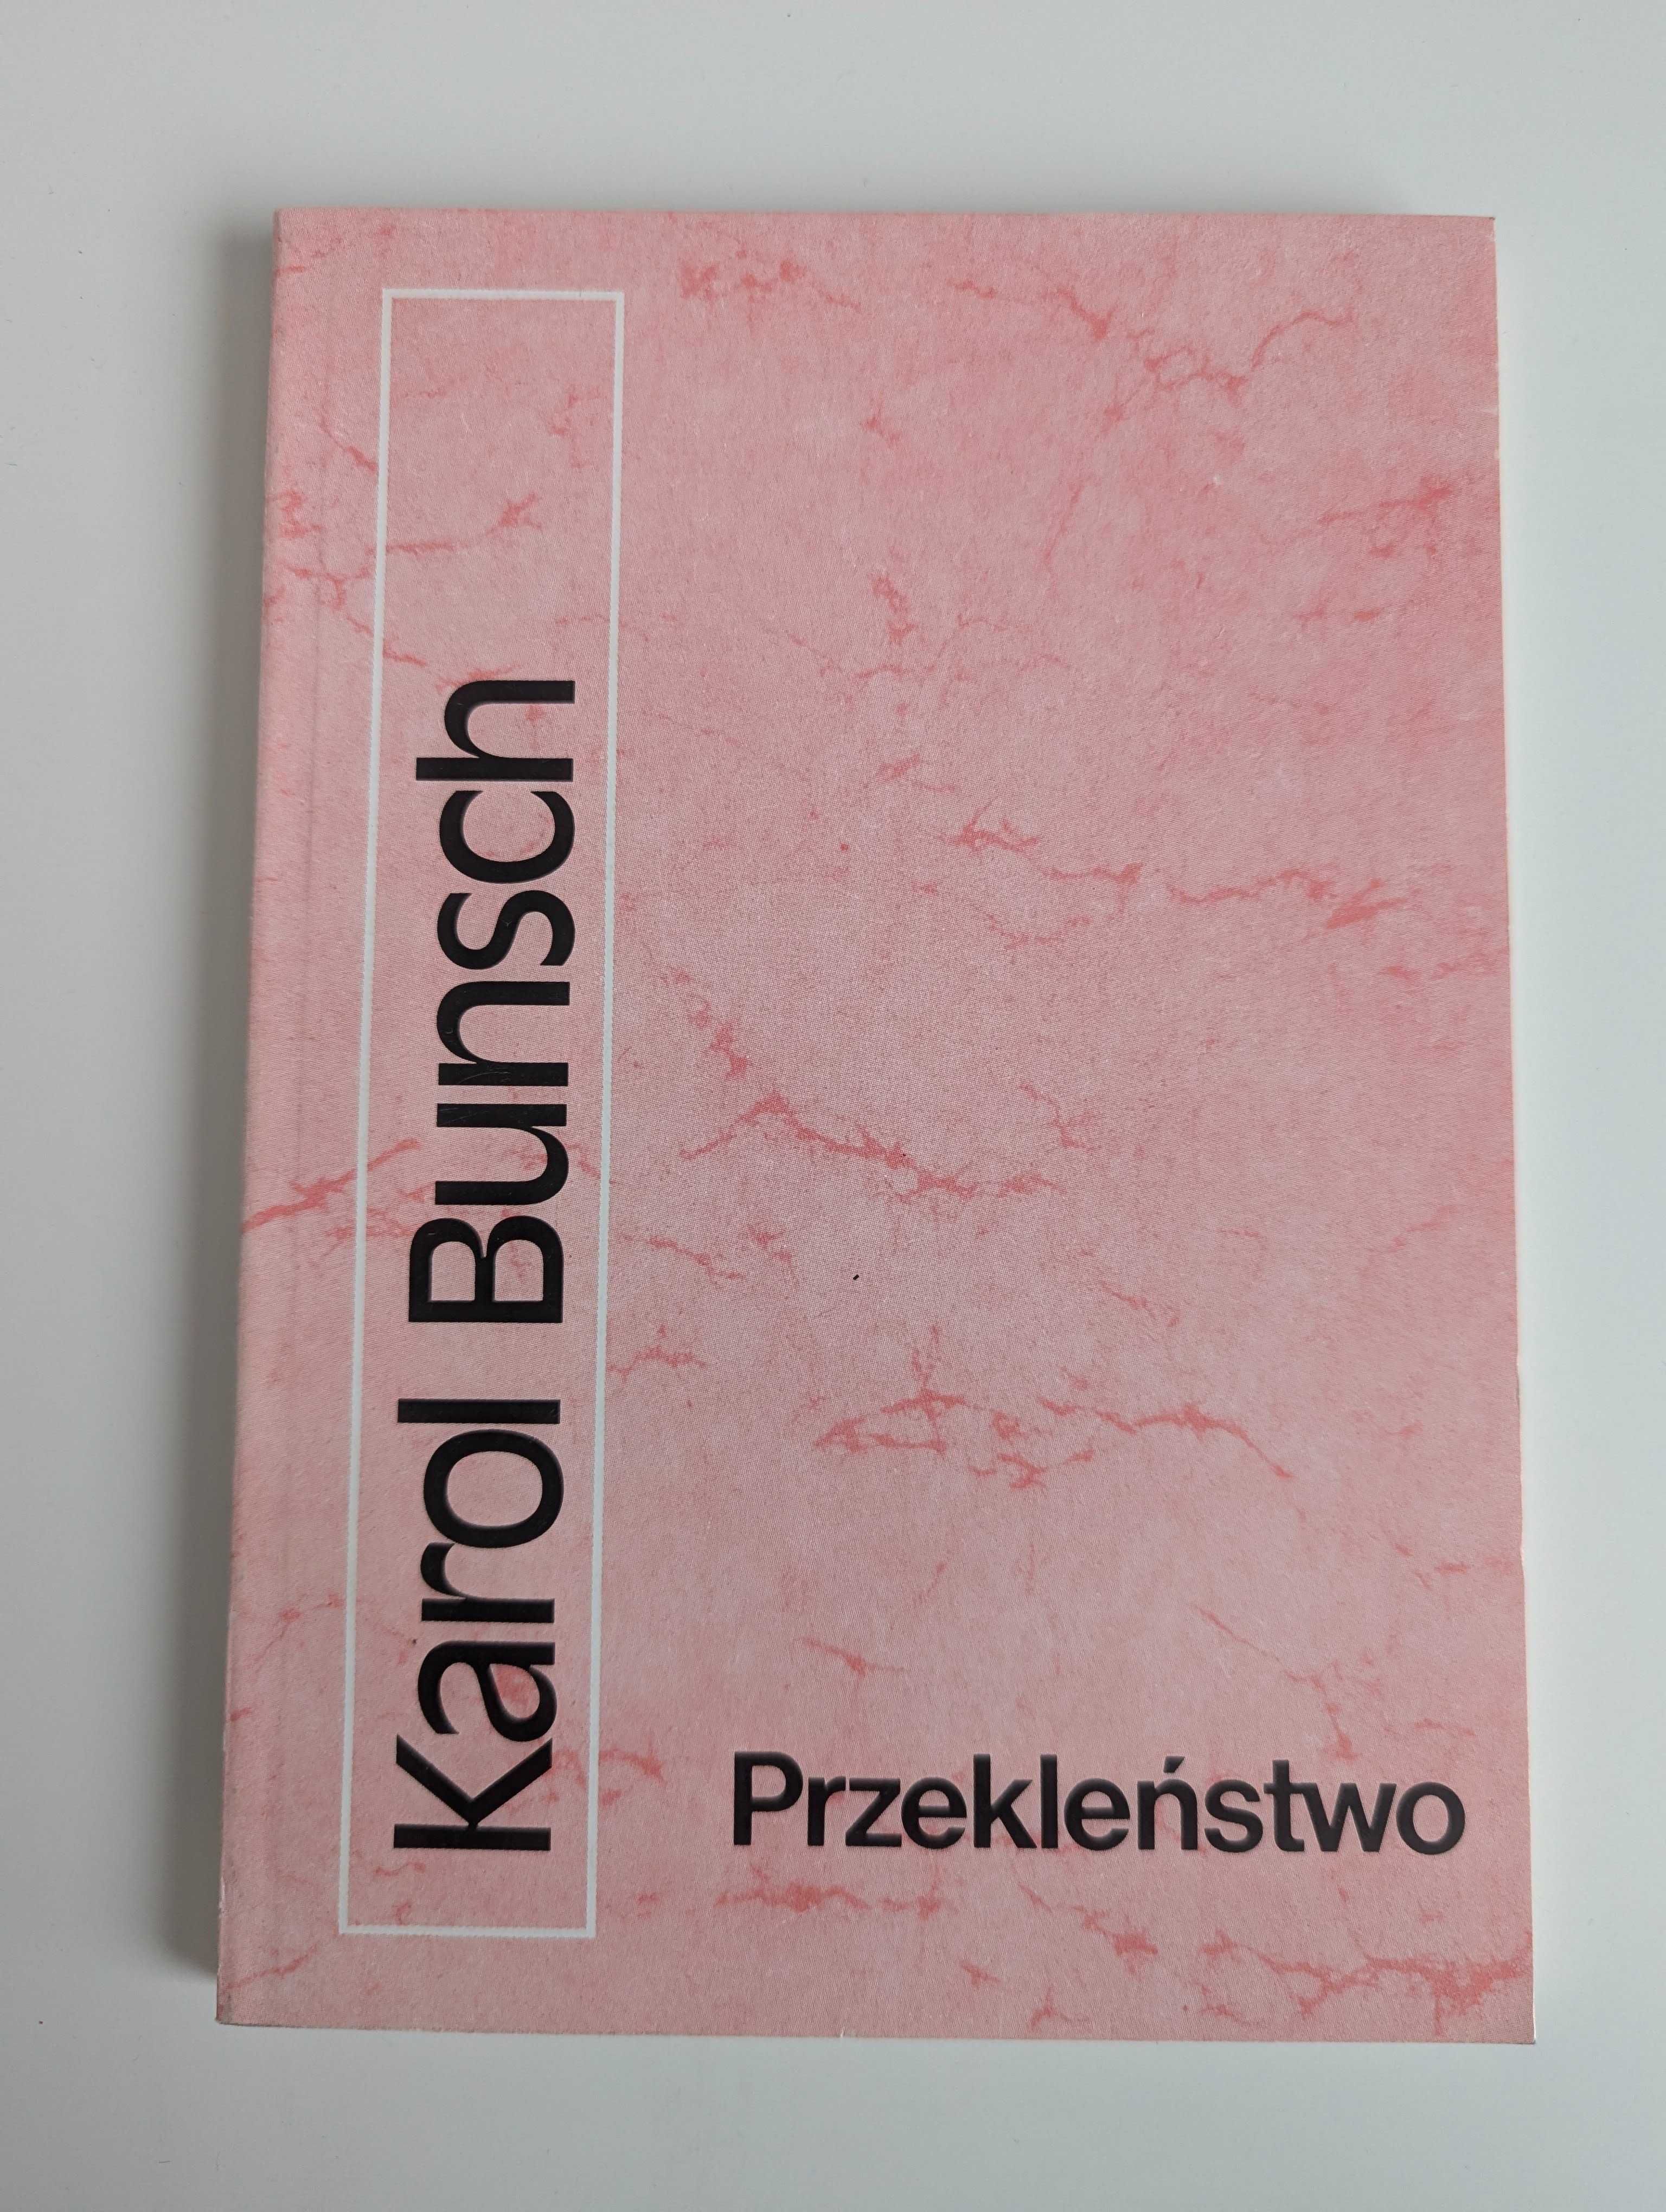 Karol Bunsch
Przekleństwo